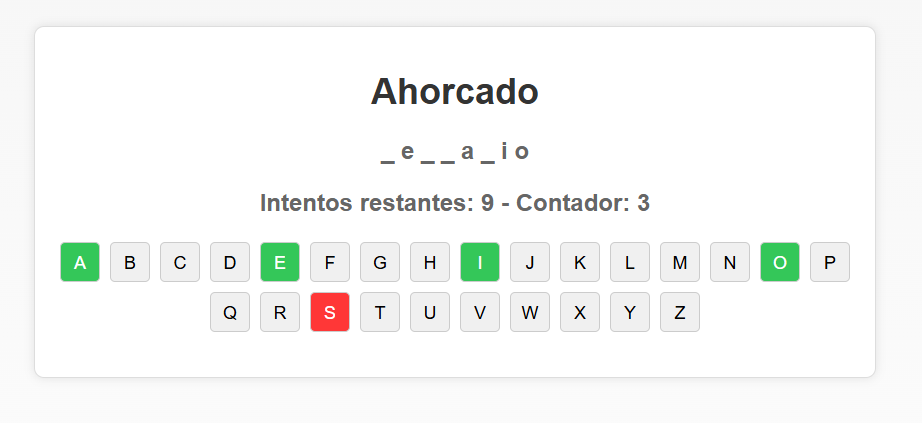 Ahorcado
_ e _ _ a _ i o
Intentos restantes: 9 - Contador: 3
A B C D E F G H I J K L M N O P
Q R S T U V W X Y Z